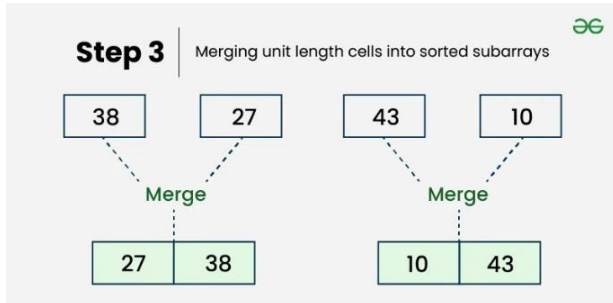 Step 3
Merging unit length cells into sorted subarrays
38 27 43 10
Merge Merge
27 38 10 43